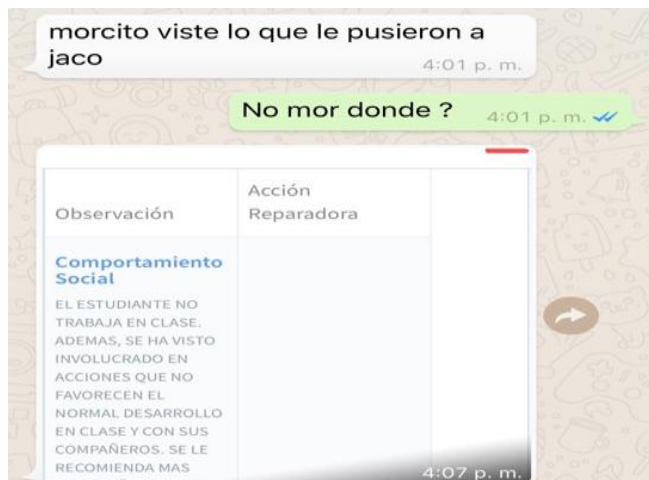 morcito viste lo que le pusieron a
jaco
4:01 p. m.
No mor donde ? 4:01 p. m.
Observación
Acción
Reparadora
Comportamiento
Social
EL ESTUDIANTE NO
TRABAJA EN CLASE.
ADEMAS, SE HA VISTO
INVOLUCRADO EN
ACCIONES QUE NO
FAVORECEN EL
NORMAL DESARROLLO
EN CLASE Y CON SUS
COMPAÑEROS. SE LE
RECOMIENDA MAS
4:07 p. m.